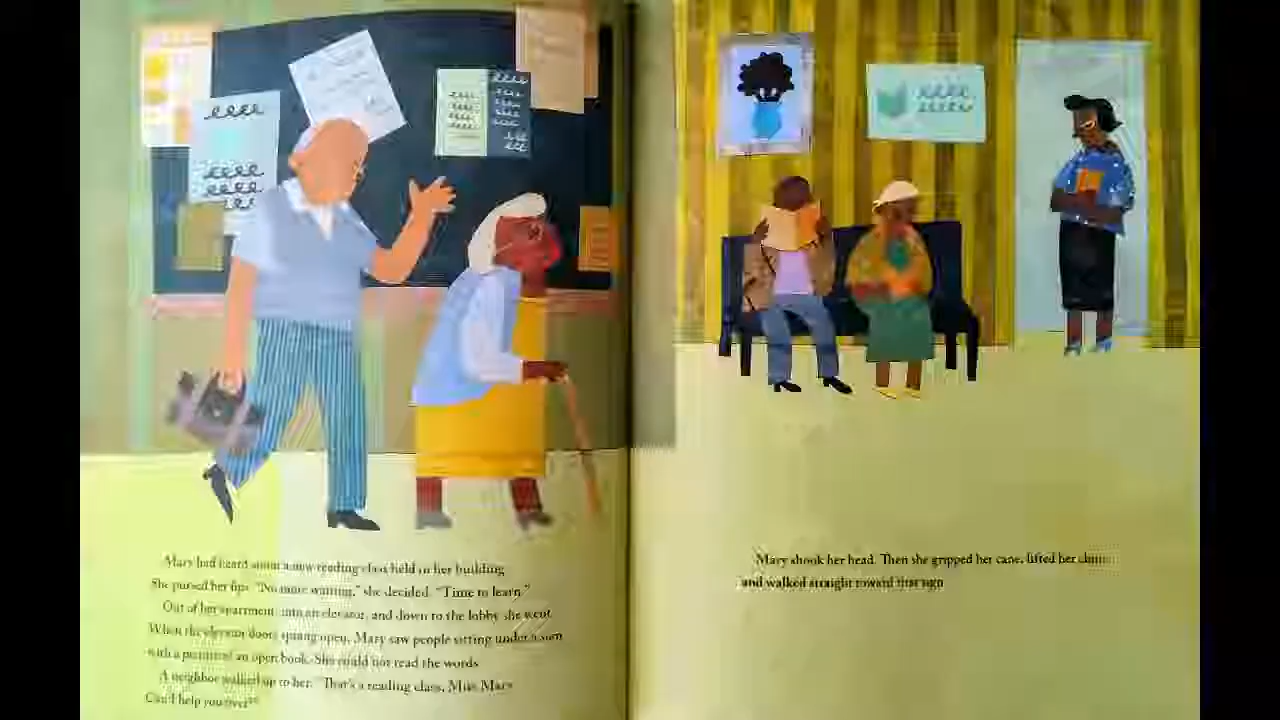 Mary had heard about a new reading class held in her building.
She pursed her lips. "No more waiting," she decided. "Time to learn."
Out of her apartment, into an elevator, and down to the lobby she went.
When the elevator doors sprang open, Mary saw people sitting under a sign
with a picture of an open book. She could not read the words.
A neighbor walked up to her. "That's a reading class, Miss Mary.
Can I help you over?"
Mary shook her head. Then she gripped her cane, lifted her chin,
and walked straight toward that sign.